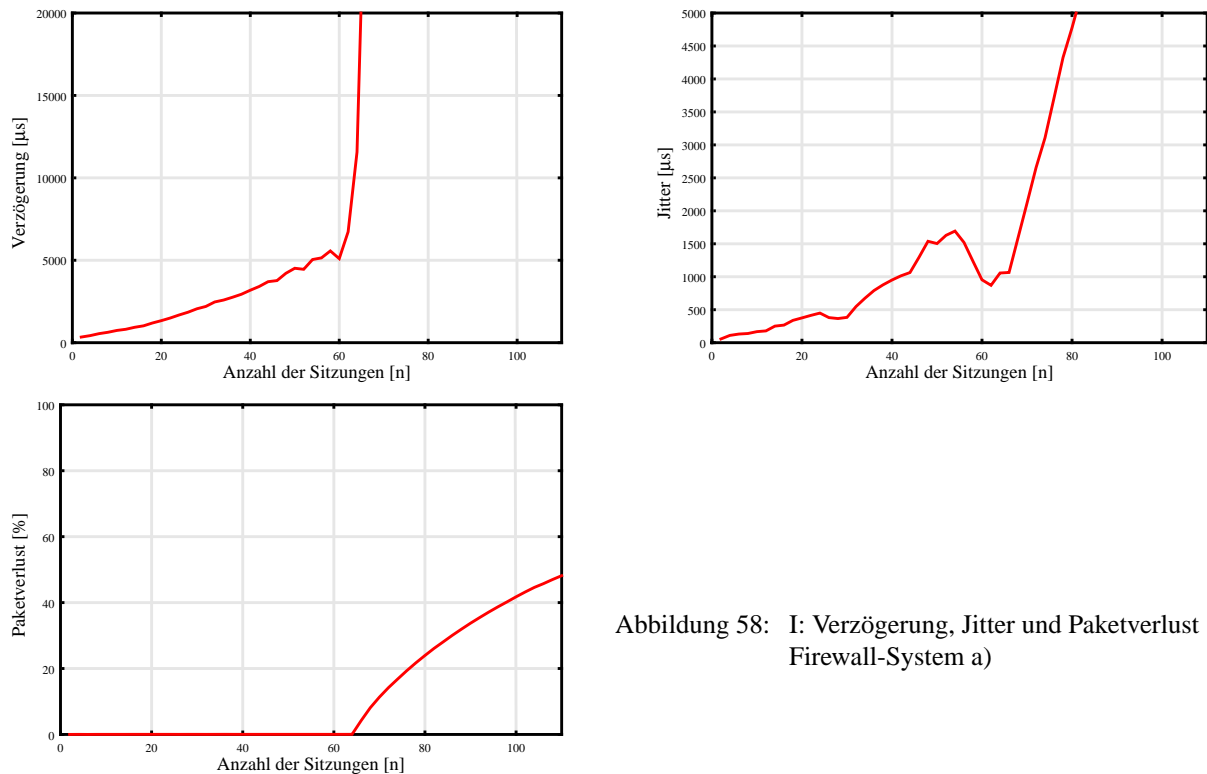 20000
15000
10000
5000
0
Verzögerung [µs]
0 20 40 60 80 100
Anzahl der Sitzungen [n]
5000
4500
4000
3500
3000
2500
2000
1500
1000
500
0
Jitter [µs]
0 20 40 60 80 100
Anzahl der Sitzungen [n]
100
80
60
40
20
0
Paketverlust [%]
0 20 40 60 80 100
Anzahl der Sitzungen [n]
Abbildung 58: I: Verzögerung, Jitter und Paketverlust
Firewall-System a)